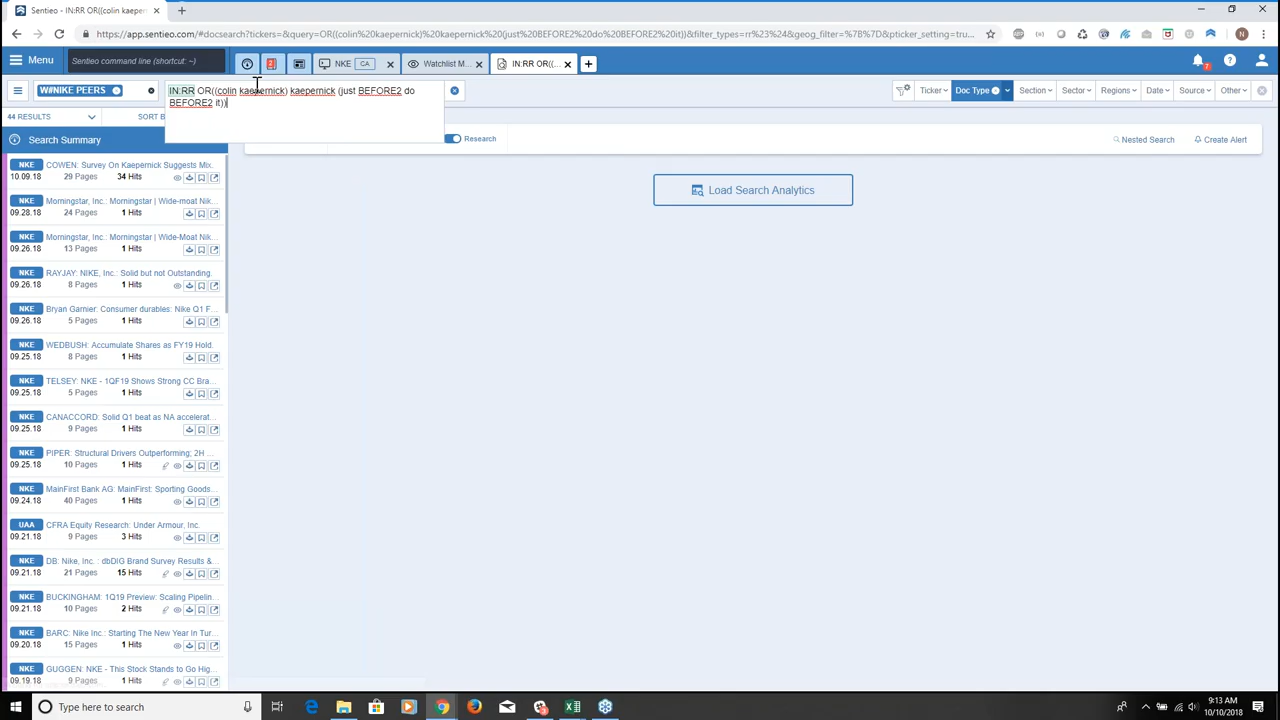 Sentieo — Research docum
https://app.sentieo.com/#docsearch?tickers=&query=OR((colin%20kaepernick)%20kaepernick%20(just%20BEFORE2%20do%20BEFORE2%20it))&filter_types=rr%23%24&geog_filter=%7B%7D&pticker_setting=tru...
Menu
Sentieo command (shortcut: ~)
NKE CA
Watchlist M...
IN:RR OR((...
7
W#NIKE PEERS
IN:RR OR((colin kaepernick) kaepernick (just BEFORE2 do
BEFORE2 it))
Ticker
Doc Type
Section
Sector
Regions
Date
Source
Other
44 RESULTS
SORT B
Search Summary
Research
Nested Search
Create Alert
Load Search Analytics
NKE COWEN: Survey On Kaepernick Suggests Mix.
10.09.18 29 Pages 34 Hits
NKE Morningstar, Inc.: Morningstar | Wide-moat Nik...
09.28.18 24 Pages 1 Hits
NKE Morningstar, Inc.: Morningstar | Wide-Moat Nik...
09.26.18 13 Pages 1 Hits
NKE RAYJAY: NIKE, Inc.: Solid but not Outstanding.
09.26.18 8 Pages 1 Hits
NKE Bryan Garnier: Consumer durables: Nike Q1 F...
09.26.18 5 Pages 1 Hits
NKE WEDBUSH: Accumulate Shares as FY19 Hold.
09.25.18 8 Pages 1 Hits
NKE TELSEY: NKE - 1QF19 Shows Strong CC Bra...
09.25.18 5 Pages 1 Hits
NKE CANACCORD: Solid Q1 beat as NA accelerat...
09.25.18 9 Pages 1 Hits
NKE PIPER: Structural Drivers Outperforming; 2H ...
09.25.18 10 Pages 1 Hits
NKE MainFirst Bank AG: MainFirst: Sporting Goods...
09.24.18 40 Pages 1 Hits
UAA CFRA Equity Research: Under Armour, Inc.
09.21.18 9 Pages 3 Hits
NKE DB: Nike, Inc. : dbDIG Brand Survey Results &...
09.21.18 21 Pages 15 Hits
NKE BUCKINGHAM: 1Q19 Preview: Scaling Pipelin...
09.21.18 10 Pages 2 Hits
NKE BARC: Nike Inc.: Starting The New Year In Tur...
09.20.18 15 Pages 1 Hits
NKE GUGGEN: NKE - This Stock Stands to Go Hig...
09.19.18 9 Pages 1 Hits
Type here to search
9:13 AM
10/10/2018